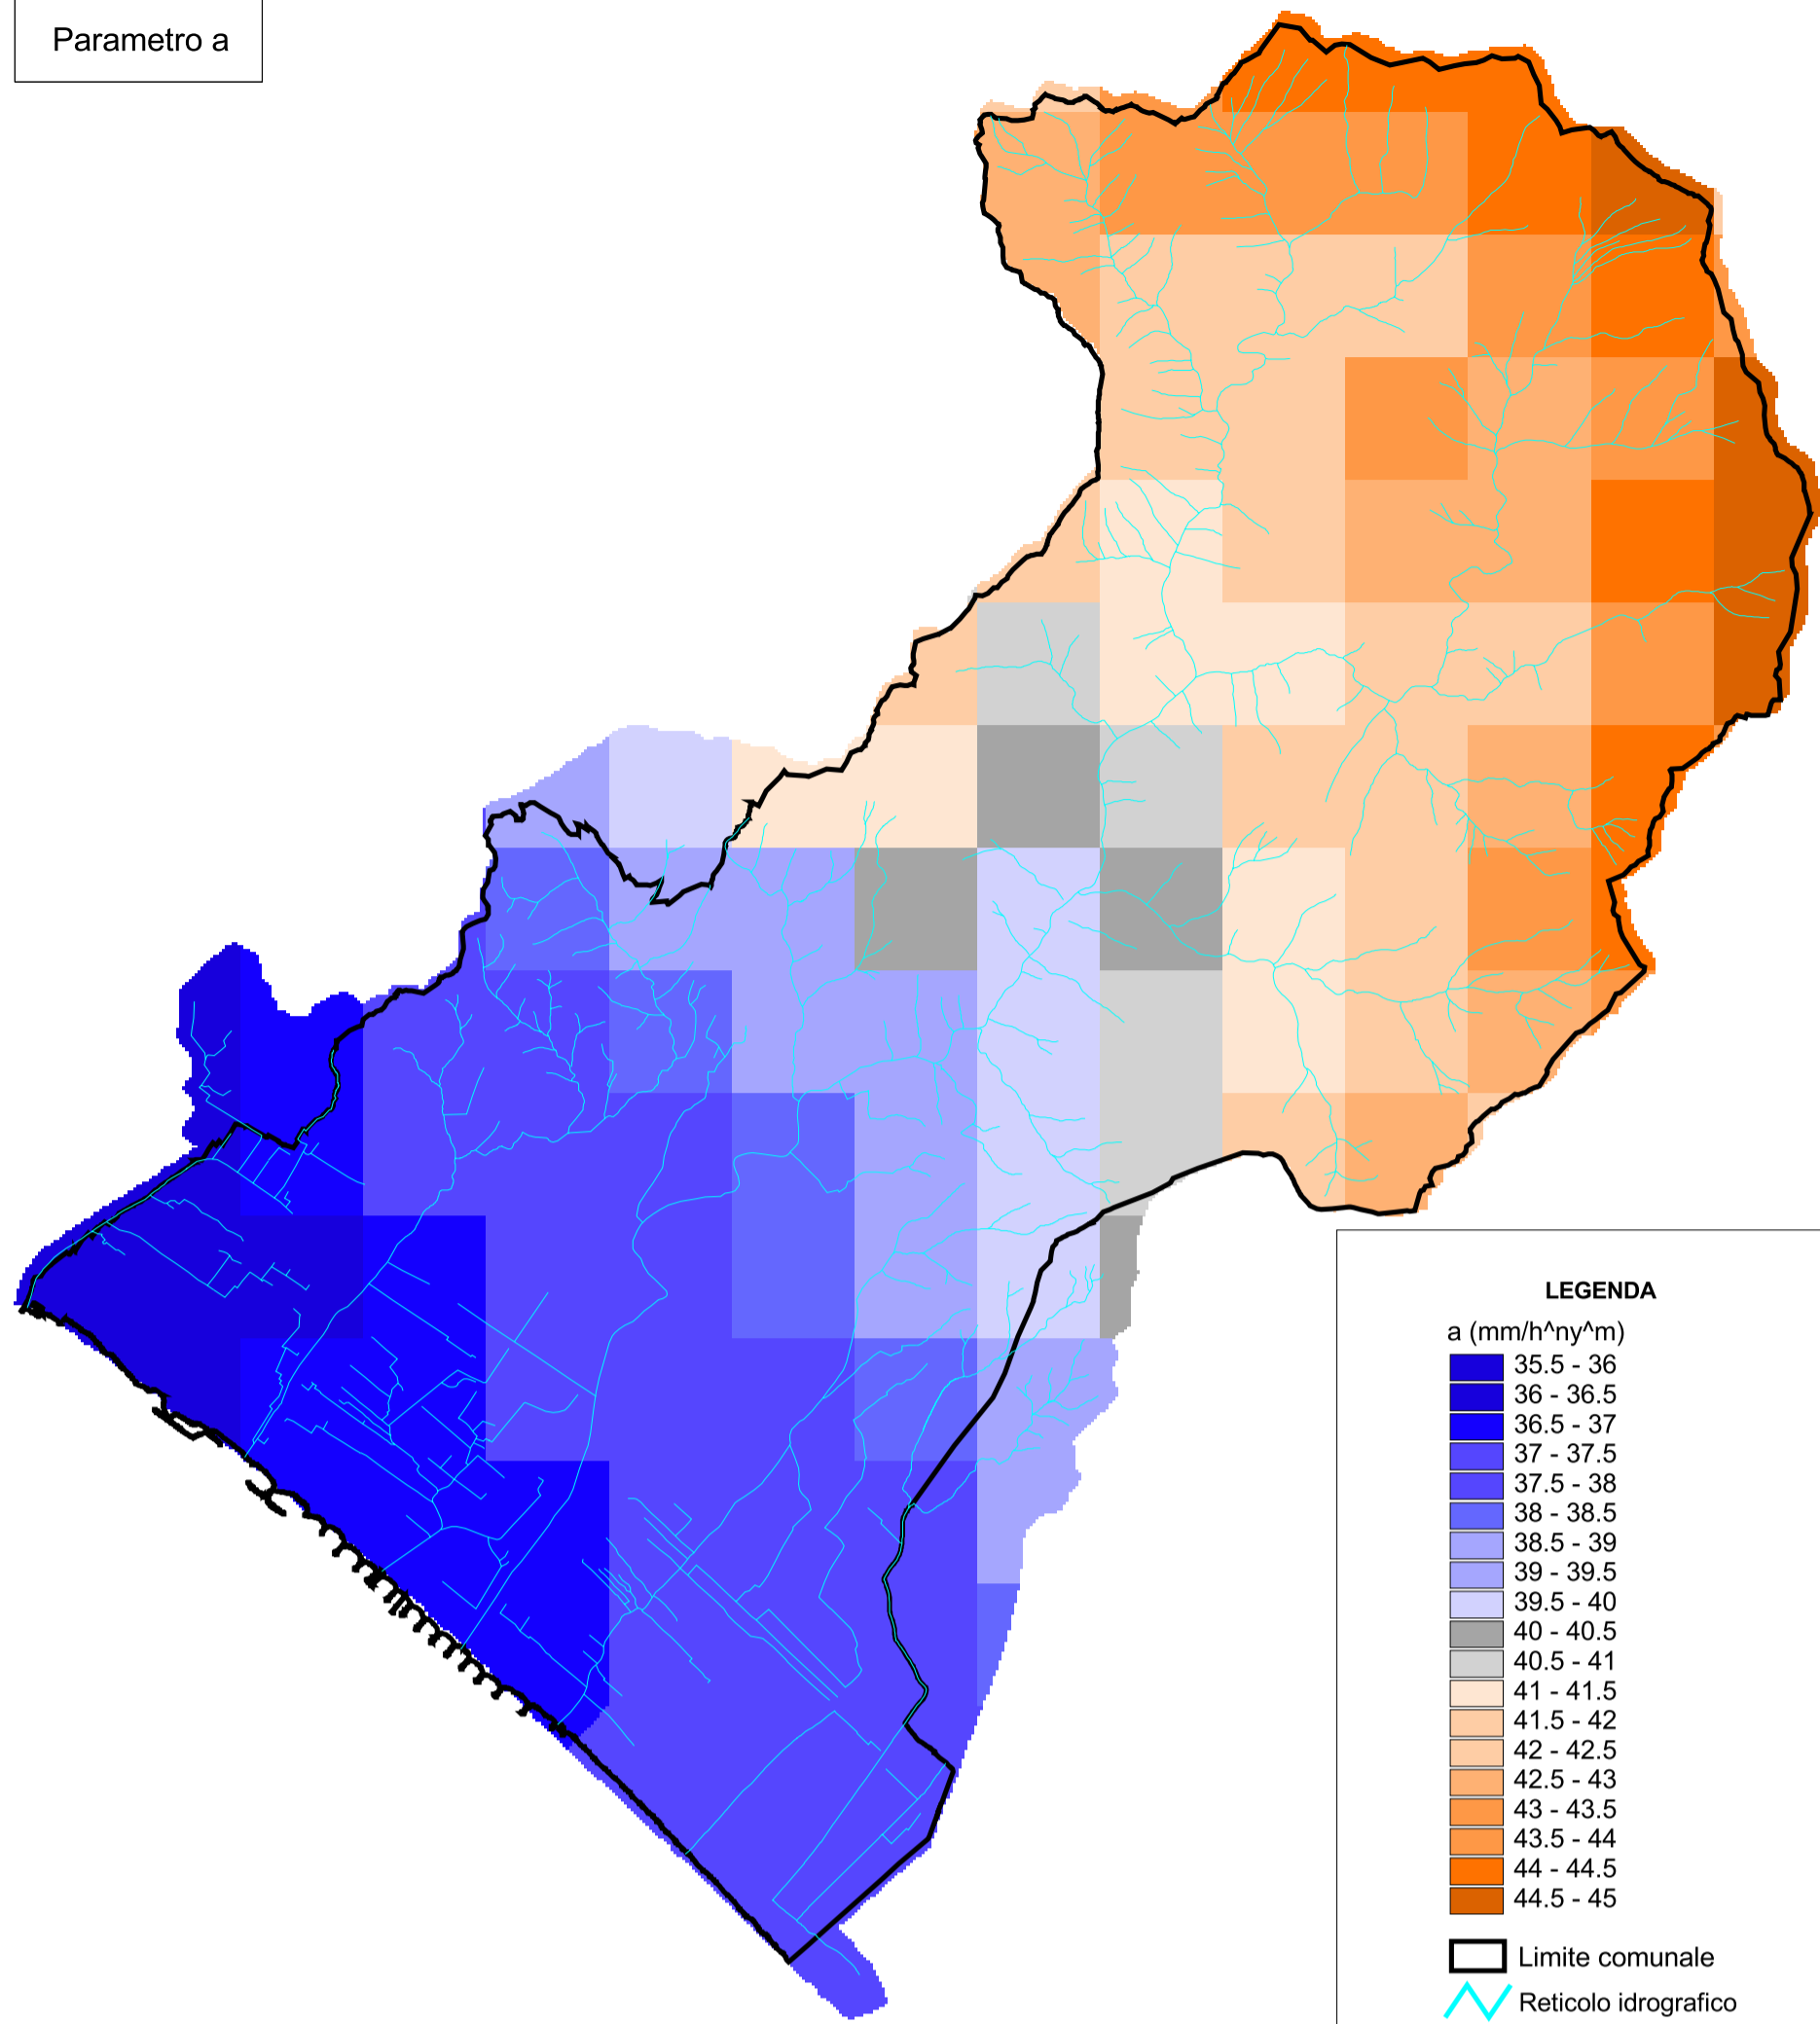 Parametro a
LEGENDA
a (mm/h^ny^m)
35.5 - 36
36 - 36.5
36.5 - 37
37 - 37.5
37.5 - 38
38 - 38.5
38.5 - 39
39 - 39.5
39.5 - 40
40 - 40.5
40.5 - 41
41 - 41.5
41.5 - 42
42 - 42.5
42.5 - 43
43 - 43.5
43.5 - 44
44 - 44.5
44.5 - 45
Limite comunale
Reticolo idrografico